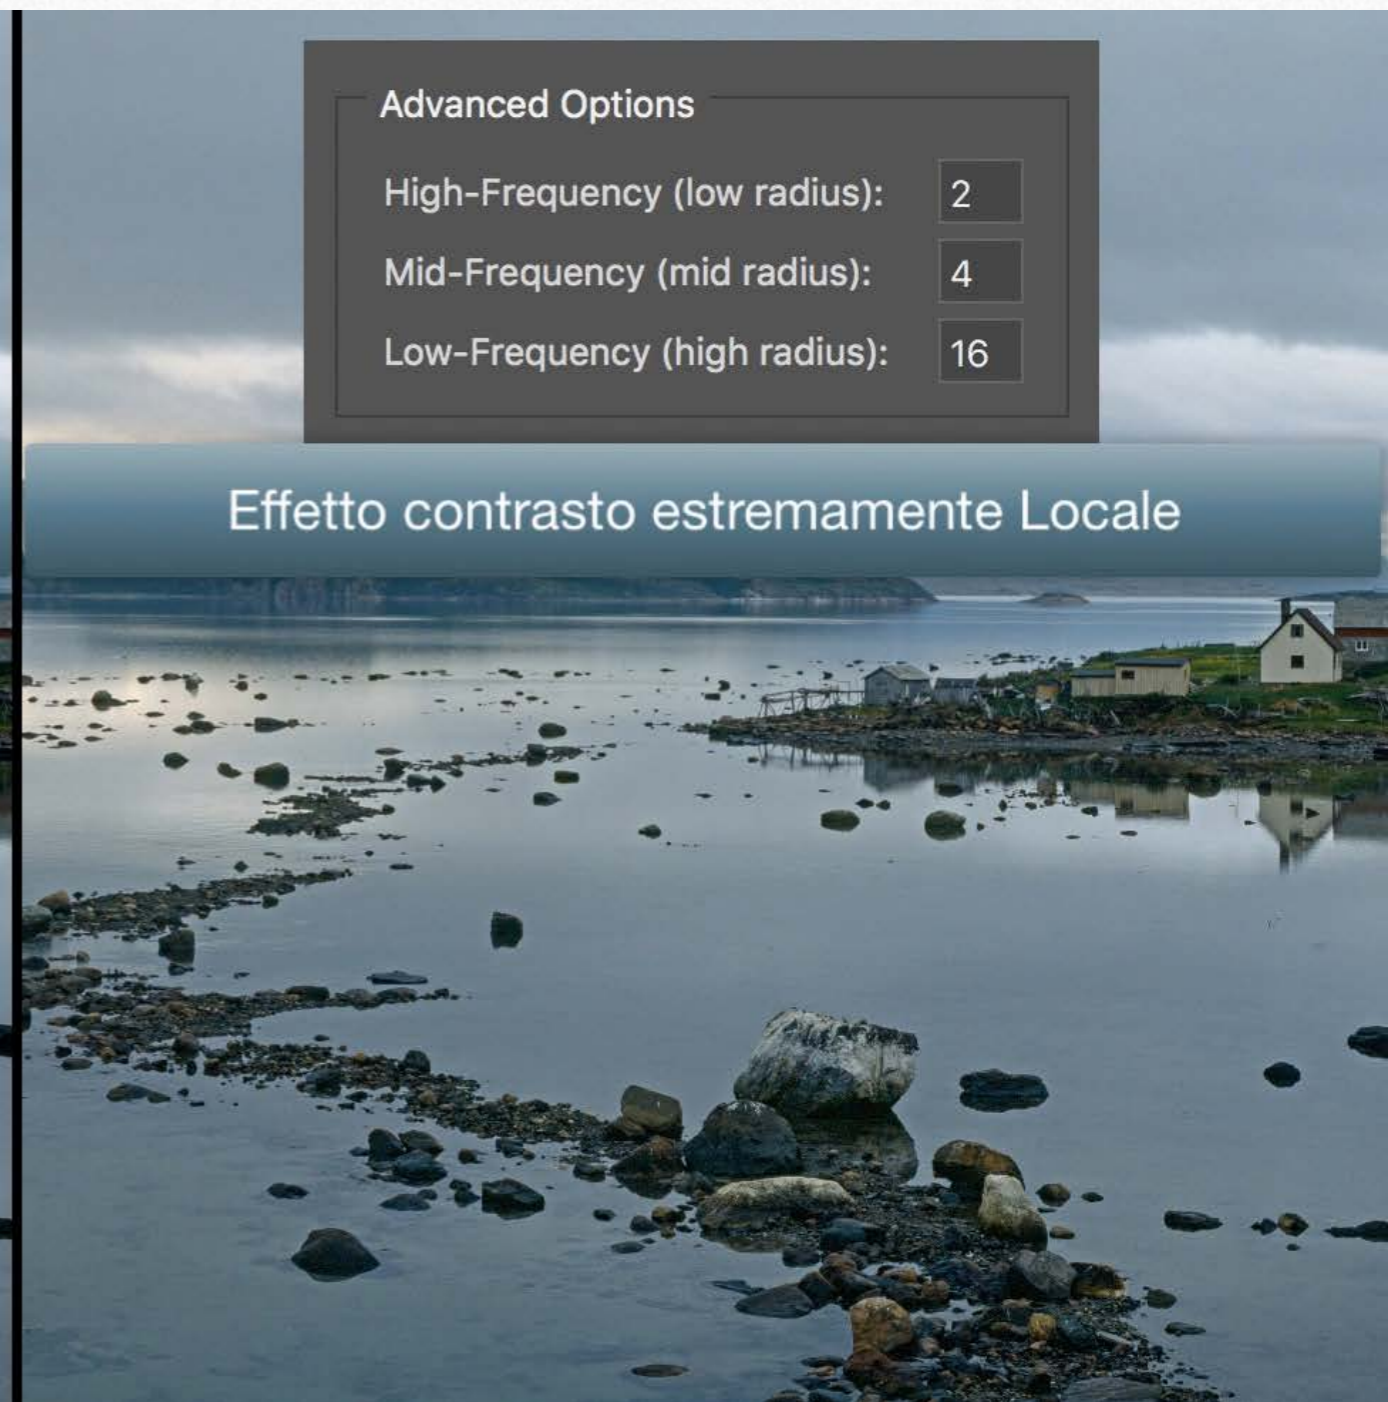 Advanced Options
High-Frequency (low radius): 2
Mid-Frequency (mid radius): 4
Low-Frequency (high radius): 16
Effetto contrasto estremamente Locale